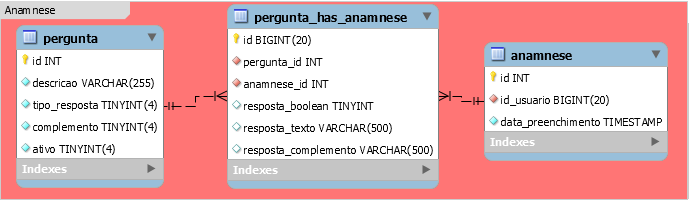 Anamnese
pergunta
id INT
descricao VARCHAR(255)
tipo_resposta TINYINT(4)
complemento TINYINT(4)
ativo TINYINT(4)
Indexes
pergunta_has_anamnese
id BIGINT(20)
pergunta_id INT
anamnese_id INT
resposta_boolean TINYINT
resposta_texto VARCHAR(500)
resposta_complemento VARCHAR(500)
Indexes
anamnese
id INT
id_usuario BIGINT(20)
data_preenchimento TIMESTAMP
Indexes